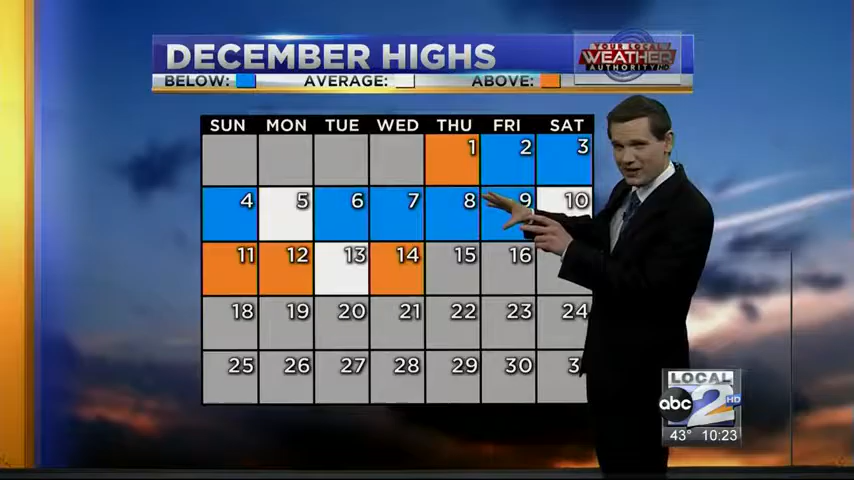 DECEMBER HIGHS
YOUR LOCAL
WEATHER
AUTHORITY
BELOW: AVERAGE: ABOVE:
SUN MON TUE WED THU FRI SAT
1 2 3
4 5 6 7 8 9 10
11 12 13 14 15 16
18 19 20 21 22 23 24
25 26 27 28 29 30 3
LOCAL
abc 2 HD
43° 10:23